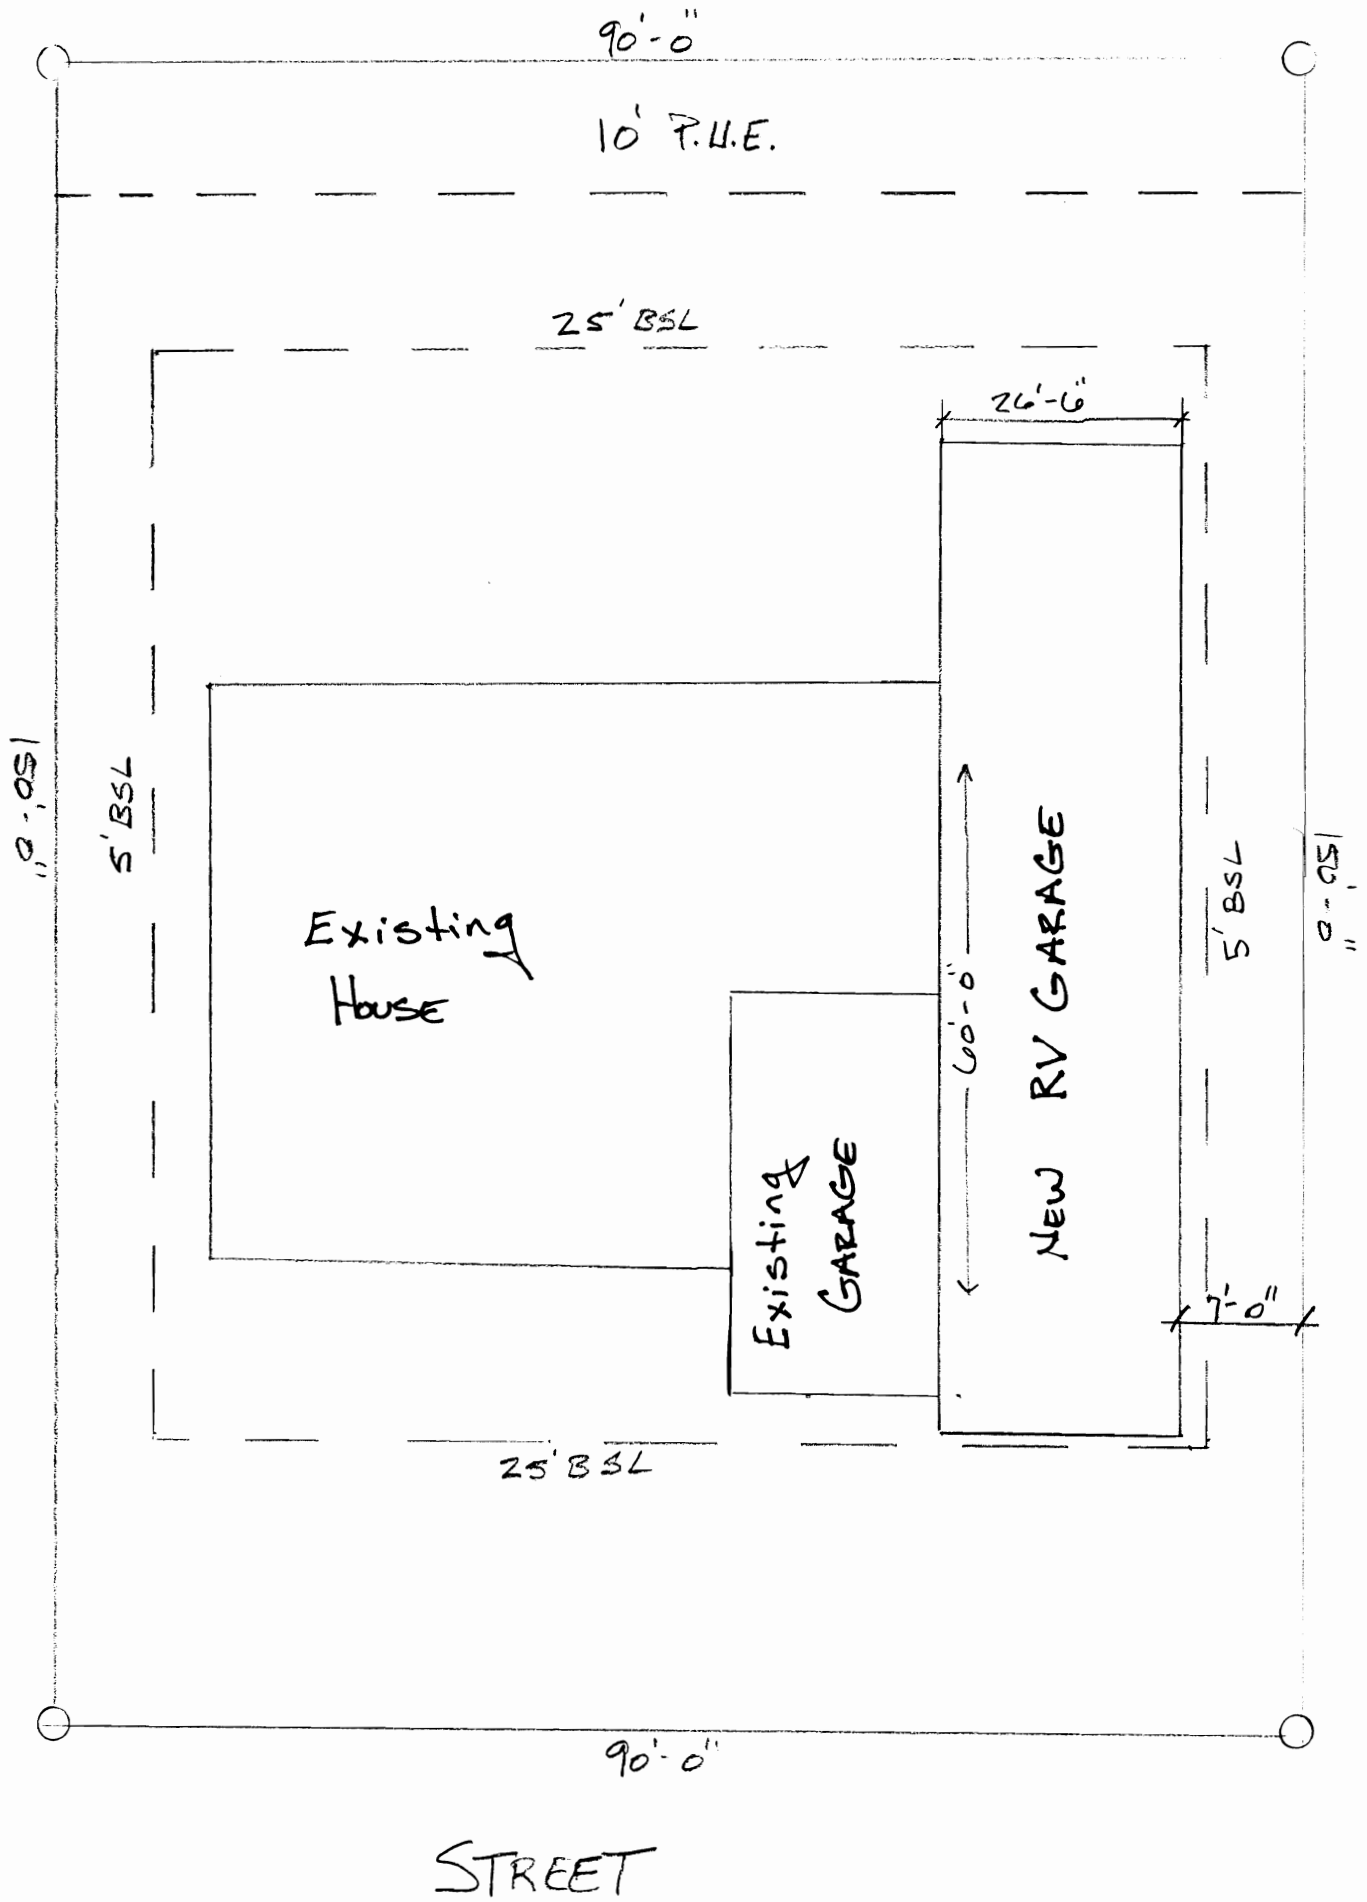 90'-0"
10' P.U.E.
25' BSL
26'-6"
150'-0"
5' BSL
Existing
HOUSE
Existing
GARAGE
60'-0"
NEW RV GARAGE
5' BSL
150'-0"
7'-0"
25' BSL
90'-0"
STREET